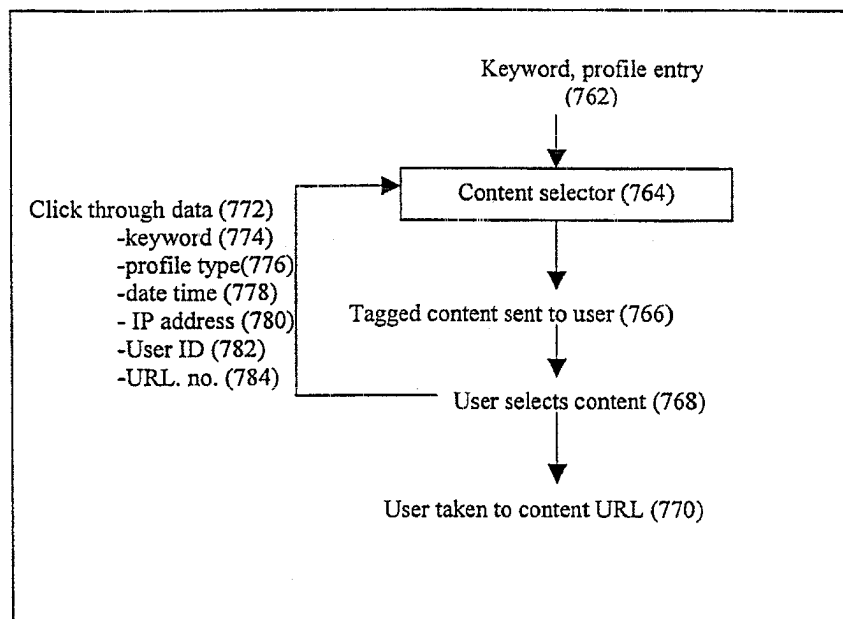 Keyword, profile entry
(762)
Content selector (764)
Click through data (772)
-keyword (774)
-profile type(776)
-date time (778)
- IP address (780)
-User ID (782)
-URL. no. (784)
Tagged content sent to user (766)
User selects content (768)
User taken to content URL (770)